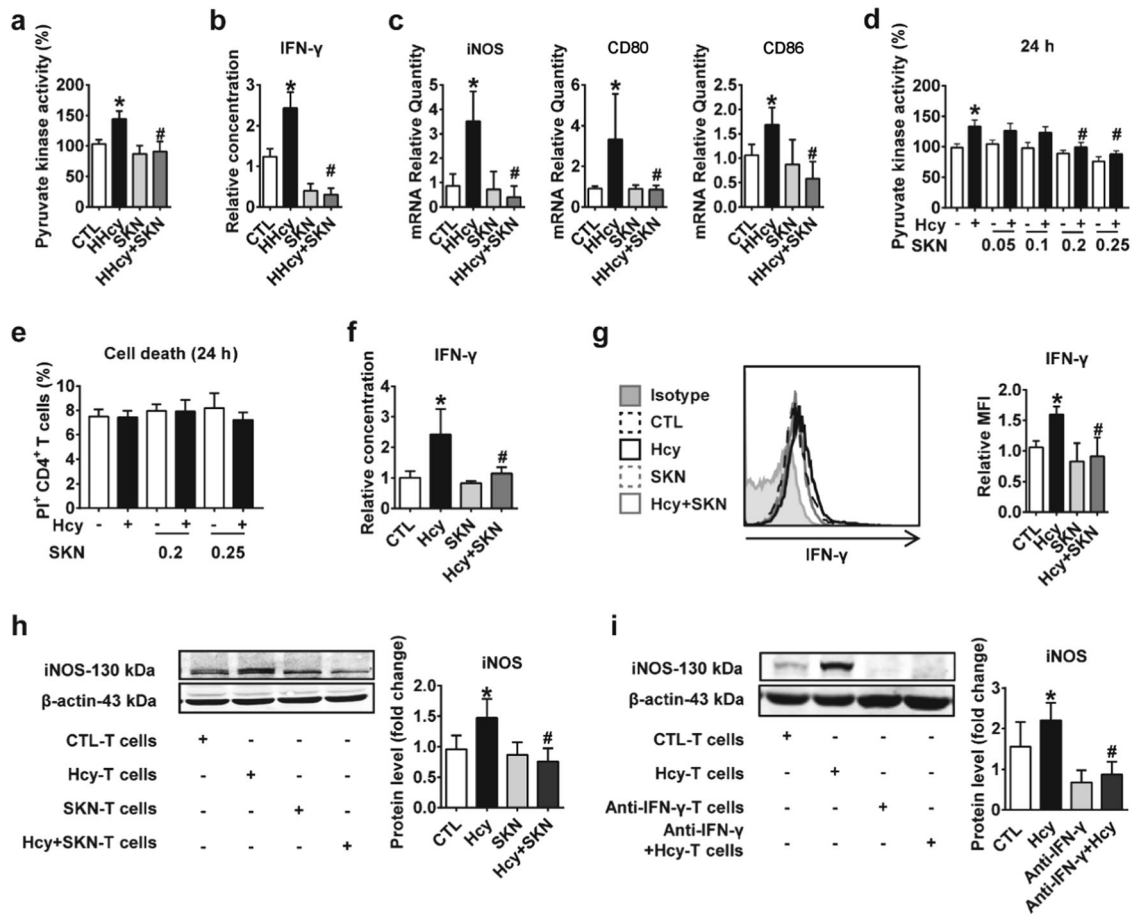 a
Pyruvate kinase activity (%)
200
150
100
50
0
*
#
CTL
HHcy
SKN
HHcy+SKN
b
IFN-γ
Relative concentration
3
2
1
0
*
#
CTL
HHcy
SKN
HHcy+SKN
c
iNOS
mRNA Relative Quantity
5
4
3
2
1
0
*
#
CTL
HHcy
SKN
HHcy+SKN
CD80
mRNA Relative Quantity
6
4
2
0
*
#
CTL
HHcy
SKN
HHcy+SKN
CD86
mRNA Relative Quantity
2.5
2.0
1.5
1.0
0.5
0.0
*
#
CTL
HHcy
SKN
HHcy+SKN
d
24 h
Pyruvate kinase activity (%)
200
150
100
50
0
*
#
#
Hcy - + - + - + - + - +
SKN 0.05 0.1 0.2 0.25
e
Cell death (24 h)
PI+ CD4+ T cells (%)
10
8
6
4
2
0
- + - + - + Hcy
SKN 0.2 0.25
f
IFN-γ
Relative concentration
4
3
2
1
0
*
#
CTL
Hcy
SKN
Hcy+SKN
g
Isotype
CTL
Hcy
SKN
Hcy+SKN
IFN-γ
IFN-γ
Relative MFI
2.0
1.5
1.0
0.5
0.0
*
#
CTL
Hcy
SKN
Hcy+SKN
h
iNOS-130 kDa
β-actin-43 kDa
CTL-T cells + - - -
Hcy-T cells - + - -
SKN-T cells - - + -
Hcy+SKN-T cells - - - +
iNOS
Protein level (fold change)
2.0
1.5
1.0
0.5
0.0
*
#
CTL
Hcy
SKN
Hcy+SKN
i
iNOS-130 kDa
β-actin-43 kDa
CTL-T cells + - - -
Hcy-T cells - + - -
Anti-IFN-γ-T cells - - + -
Anti-IFN-γ
+Hcy-T cells - - - +
iNOS
Protein level (fold change)
3
2
1
0
*
#
CTL
Hcy
Anti-IFN-γ
Anti-IFN-γ+Hcy